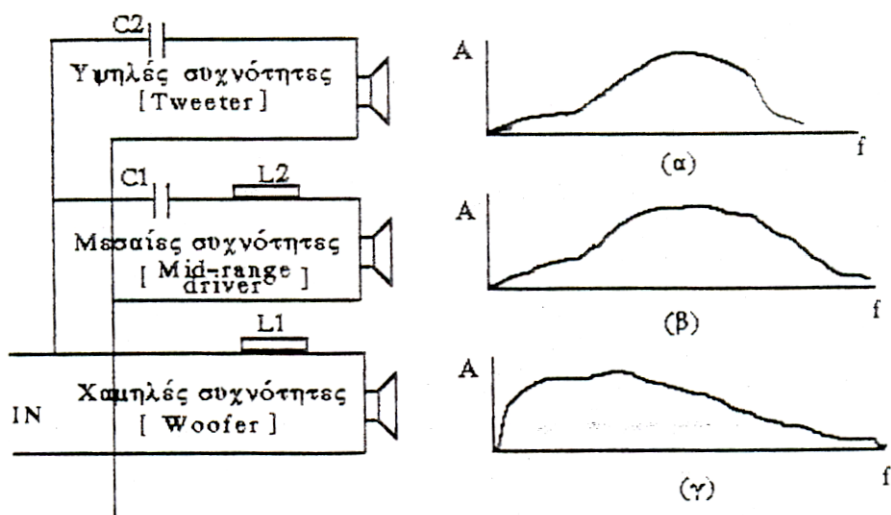 C2
Υψηλές συχνότητες
[ Tweeter ]
A
f
(α)
C1
L2
Μεσαίες συχνότητες
[ Mid-range
driver ]
A
f
(β)
L1
IN
Χαμηλές συχνότητες
[ Woofer ]
A
f
(γ)